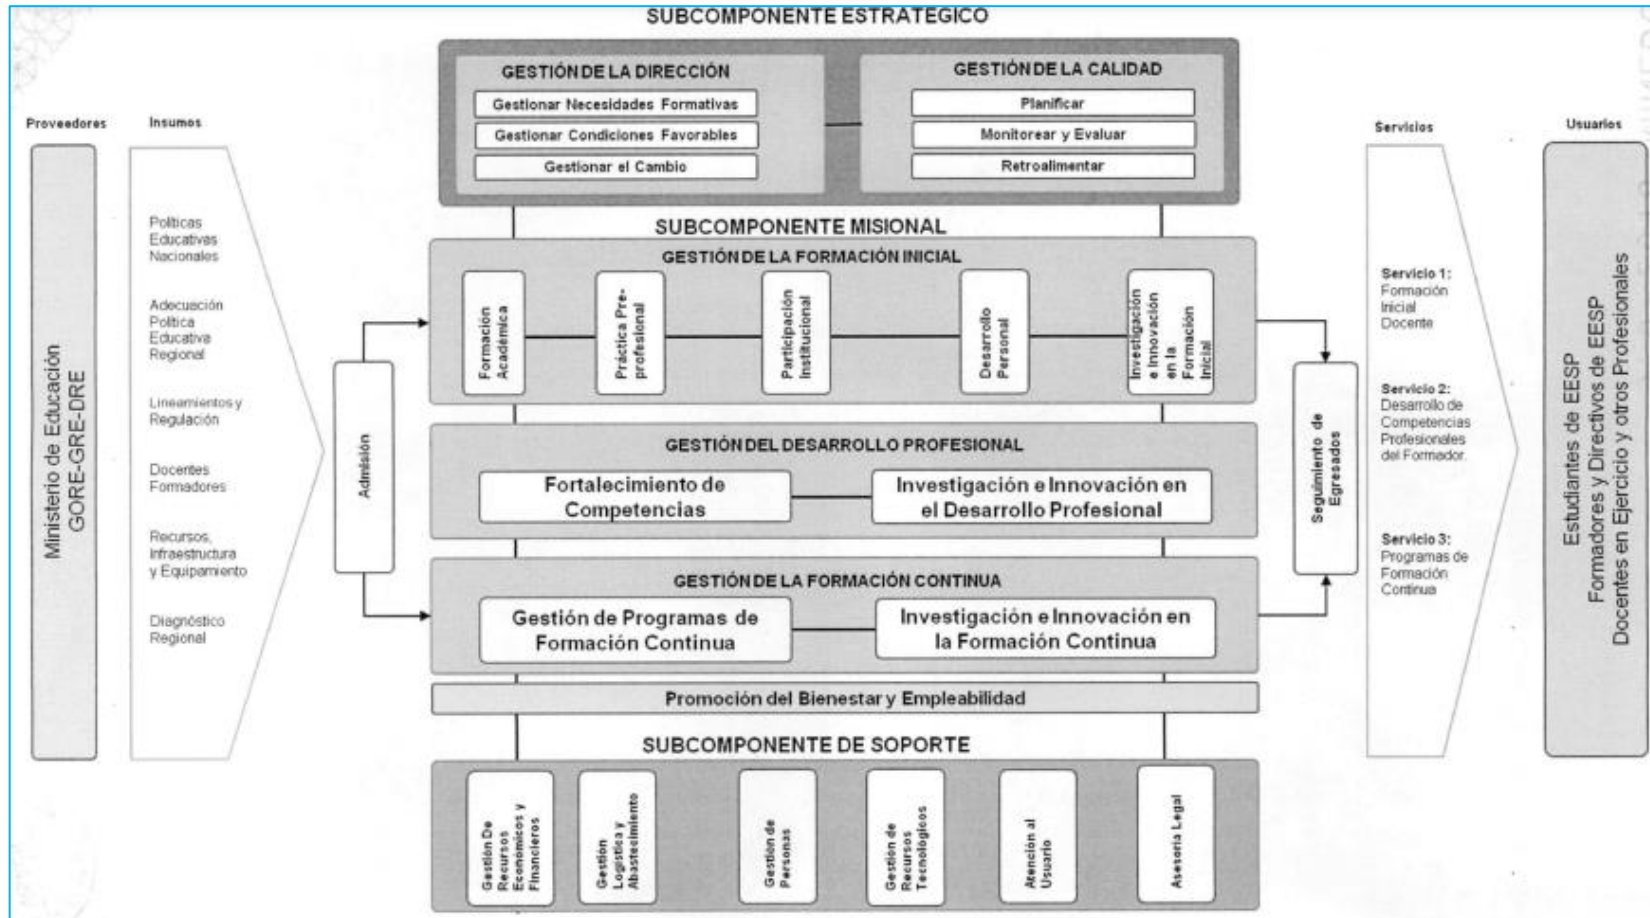 SUBCOMPONENTE ESTRATEGICO
GESTIÓN DE LA DIRECCIÓN
Gestionar Necesidades Formativas
Gestionar Condiciones Favorables
Gestionar el Cambio
GESTIÓN DE LA CALIDAD
Planificar
Monitorear y Evaluar
Retroalimentar
Proveedores
Ministerio de Educación
GORE-GRE-DRE
Insumos
Políticas
Educativas
Nacionales
Adecuación
Política
Educativa
Regional
Lineamientos y
Regulación
Docentes
Formadores
Recursos,
Infraestructura
y Equipamiento
Diagnóstico
Regional
Admisión
SUBCOMPONENTE MISIONAL
GESTIÓN DE LA FORMACIÓN INICIAL
Formación
Académica
Práctica Pre-
profesional
Participación
Institucional
Desarrollo
Personal
Investigación
e Innovación
en la
Formación
Inicial
GESTIÓN DEL DESARROLLO PROFESIONAL
Fortalecimiento de
Competencias
Investigación e Innovación en
el Desarrollo Profesional
GESTIÓN DE LA FORMACIÓN CONTINUA
Gestión de Programas de
Formación Continua
Investigación e Innovación en
la Formación Continua
Promoción del Bienestar y Empleabilidad
SUBCOMPONENTE DE SOPORTE
Gestión De
Recursos
Económicos y
Financieros
Gestión
Logística y
Abastecimiento
Gestión de
Personas
Gestión de
Recursos
Tecnológicos
Atención al
Usuario
Asesoria Legal
Seguimiento de
Egresados
Servicios
Servicio 1:
Formación
Inicial
Docente
Servicio 2:
Desarrollo de
Competencias
Profesionales
del Formador.
Servicio 3:
Programas de
Formación
Continua
Usuarios
Estudiantes de EESP
Formadores y Directivos de EESP
Docentes en Ejercicio y otros Profesionales